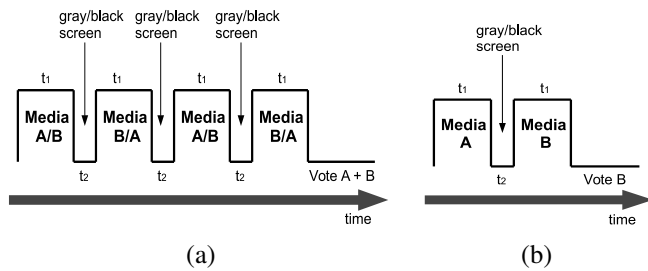 gray/black
screen
gray/black
screen
gray/black
screen
t1
t1
t1
t1
Media
A/B
Media
B/A
Media
A/B
Media
B/A
t2
t2
t2
Vote A + B
time
(a)
gray/black
screen
t1
t1
Media
A
Media
B
t2
Vote B
time
(b)